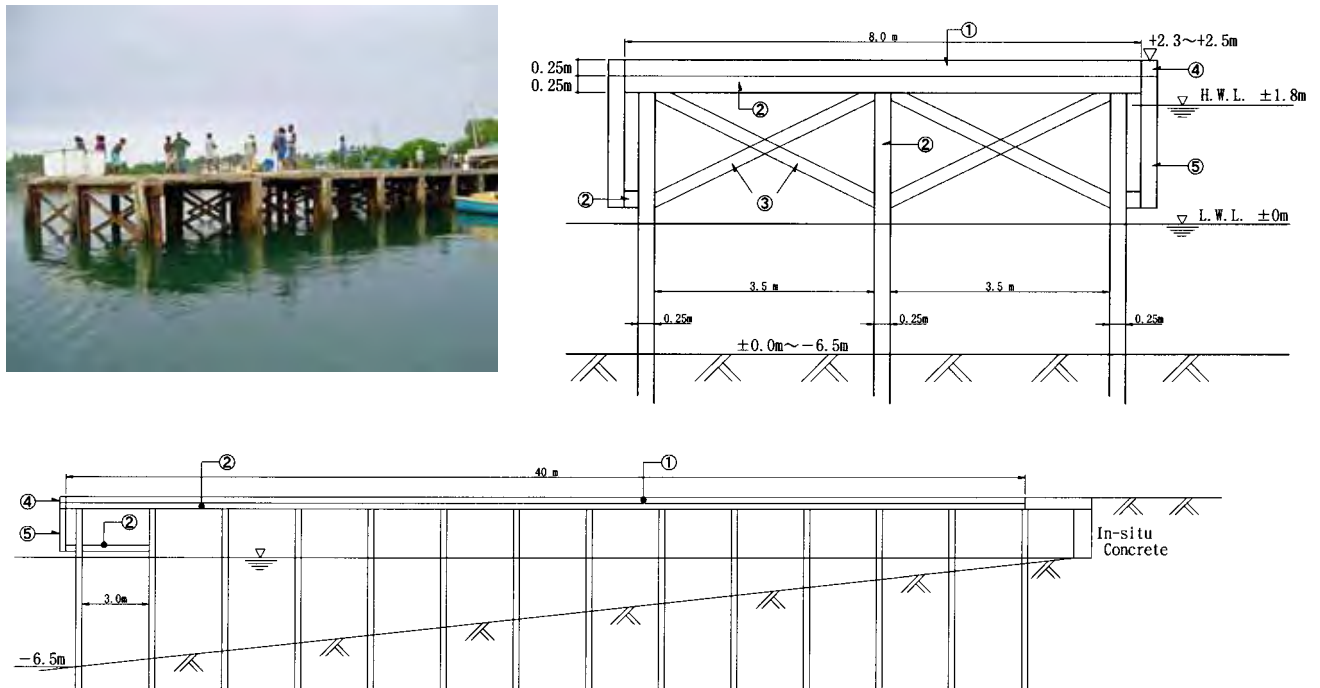 ①
8.0 m
+2.3～+2.5m
0.25m
0.25m
④
②
H.W.L. ±1.8m
②
⑤
②
③
L.W.L. ±0m
3.5 m
3.5 m
0.25m
0.25m
0.25m
±0.0m～－6.5m
②
①
40 m
④
⑤
②
In-situ
Concrete
3.0m
－6.5m